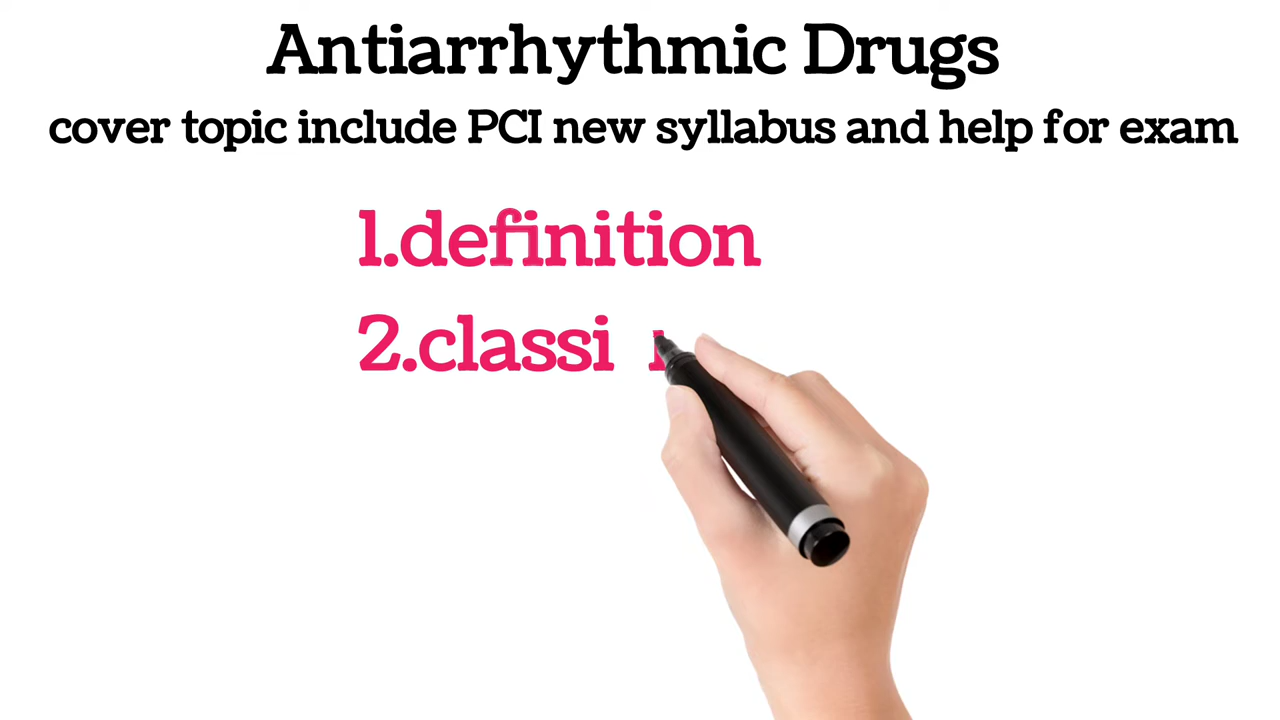 Antiarrhythmic Drugs
cover topic include PCI new syllabus and help for exam
1.definition
2.classi